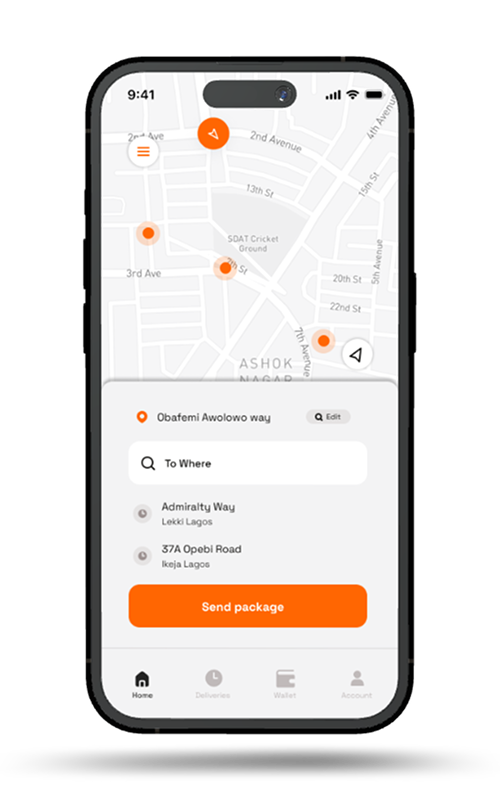 9:41
4th Avenue
2nd Ave
2nd Avenue
15th St
13th St
SDAT Cricket
Ground
7th St
5th Avenue
3rd Ave
20th St
22nd St
7th Avenue
ASHOK
NAGAR
Obafemi Awolowo way
Edit
To Where
Admiralty Way
Lekki Lagos
37A Opebi Road
Ikeja Lagos
Send package
Home
Deliveries
Wallet
Account